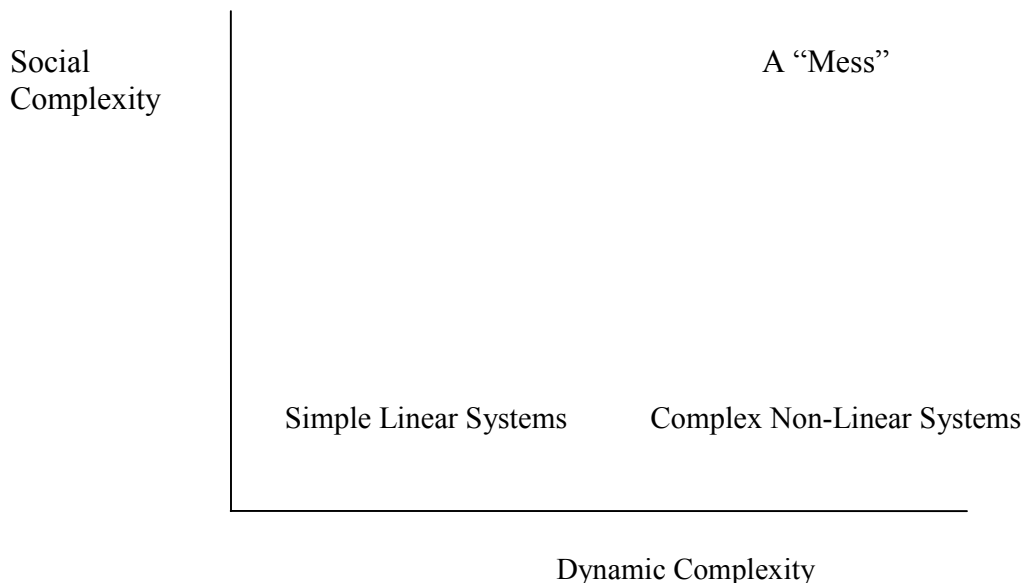 Social
Complexity
A “Mess”
Simple Linear Systems
Complex Non-Linear Systems
Dynamic Complexity